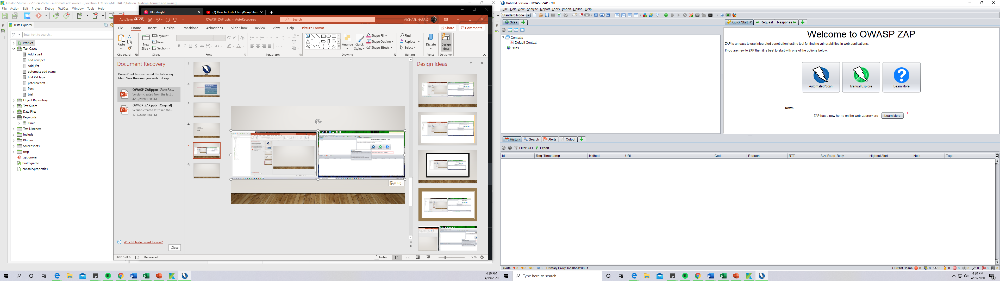 Katalon Studio - 7.2.6-c402acb2 - automate add owner - [Location: C:\Users\MICHAEL\Katalon Studio\automate add owner]
File Action Edit Project Debug TestOps Window Tools Help
Tests Explorer
Enter text to search...
Profiles
Test Cases
Add a visit
add new pet
Add_Vet
automate add owner
Edit Pet type
petclinic test 1
Pets
trial
Object Repository
Test Suites
Data Files
Keywords
clinic
Test Listeners
Include
Plugins
Screenshots
tmp
.gitignore
build.gradle
console.properties
Pluralsight
(7) How to Install FoxyProxy Stan
AutoSave Off
OWASP_ZAP.pptx - AutoRecovered
Search
MICHAEL HARRIS
File Home Insert Design Transitions Animations Slide Show Review View Help Picture Format
Share Comments
Paste
Clipboard
New Slide
Layout
Reset
Section
Slides
Font
Paragraph
Arrange
Quick Styles
Shape Fill
Shape Outline
Shape Effects
Drawing
Find
Replace
Select
Editing
Dictate
Voice
Design Ideas
Designer
Document Recovery
PowerPoint has recovered the following
files. Save the ones you wish to keep.
OWASP_ZAP.pptx [AutoRe...
Version created from the last...
4/19/2020 1:08 PM
OWASP_ZAP.pptx [Original]
Version created last time the...
4/17/2020 1:38 PM
Which file do I want to save?
Close
1
2
3
4
5
6
Welcome to OWASP ZAP
(Ctrl)
Design Ideas
Slide 5 of 6
Recovered
Notes
53%
4:30 PM
4/19/2020
Untitled Session - OWASP ZAP 2.9.0
File Edit View Analyse Report Tools Import Online Help
Standard Mode
Sites
Contexts
Default Context
Sites
Quick Start Request Response
Welcome to OWASP ZAP
ZAP is an easy to use integrated penetration testing tool for finding vulnerabilities in web applications.
If you are new to ZAP then it is best to start with one of the options below.
Automated Scan
Manual Explore
Learn More
News
ZAP has a new home on the web: zaproxy.org
Learn More
X
History Search Alerts Output
Filter: OFF Export
Id Req. Timestamp Method URL Code Reason RTT Size Resp. Body Highest Alert Note Tags
Alerts 0 0 0 0 Primary Proxy: localhost:8081
Current Scans 0 0 0 0 0 0 0 0 0
Type here to search
4:30 PM
4/19/2020
2